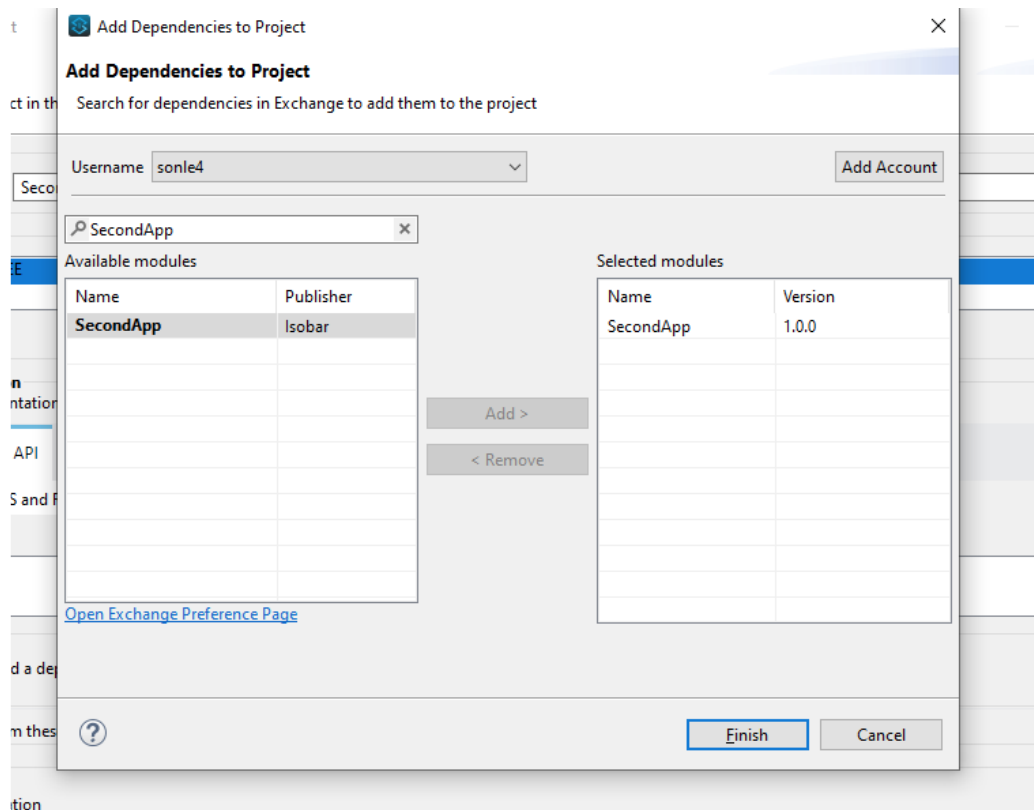 t
Add Dependencies to Project
Add Dependencies to Project
ct in th
Search for dependencies in Exchange to add them to the project
Username sonle4 Add Account
Seco
SecondApp
Available modules
Selected modules
EE
Name Publisher
Name Version
SecondApp Isobar
SecondApp 1.0.0
on
ntation
Add >
API
< Remove
S and
Open Exchange Preference Page
d a dep
m thes
? Finish Cancel
ation